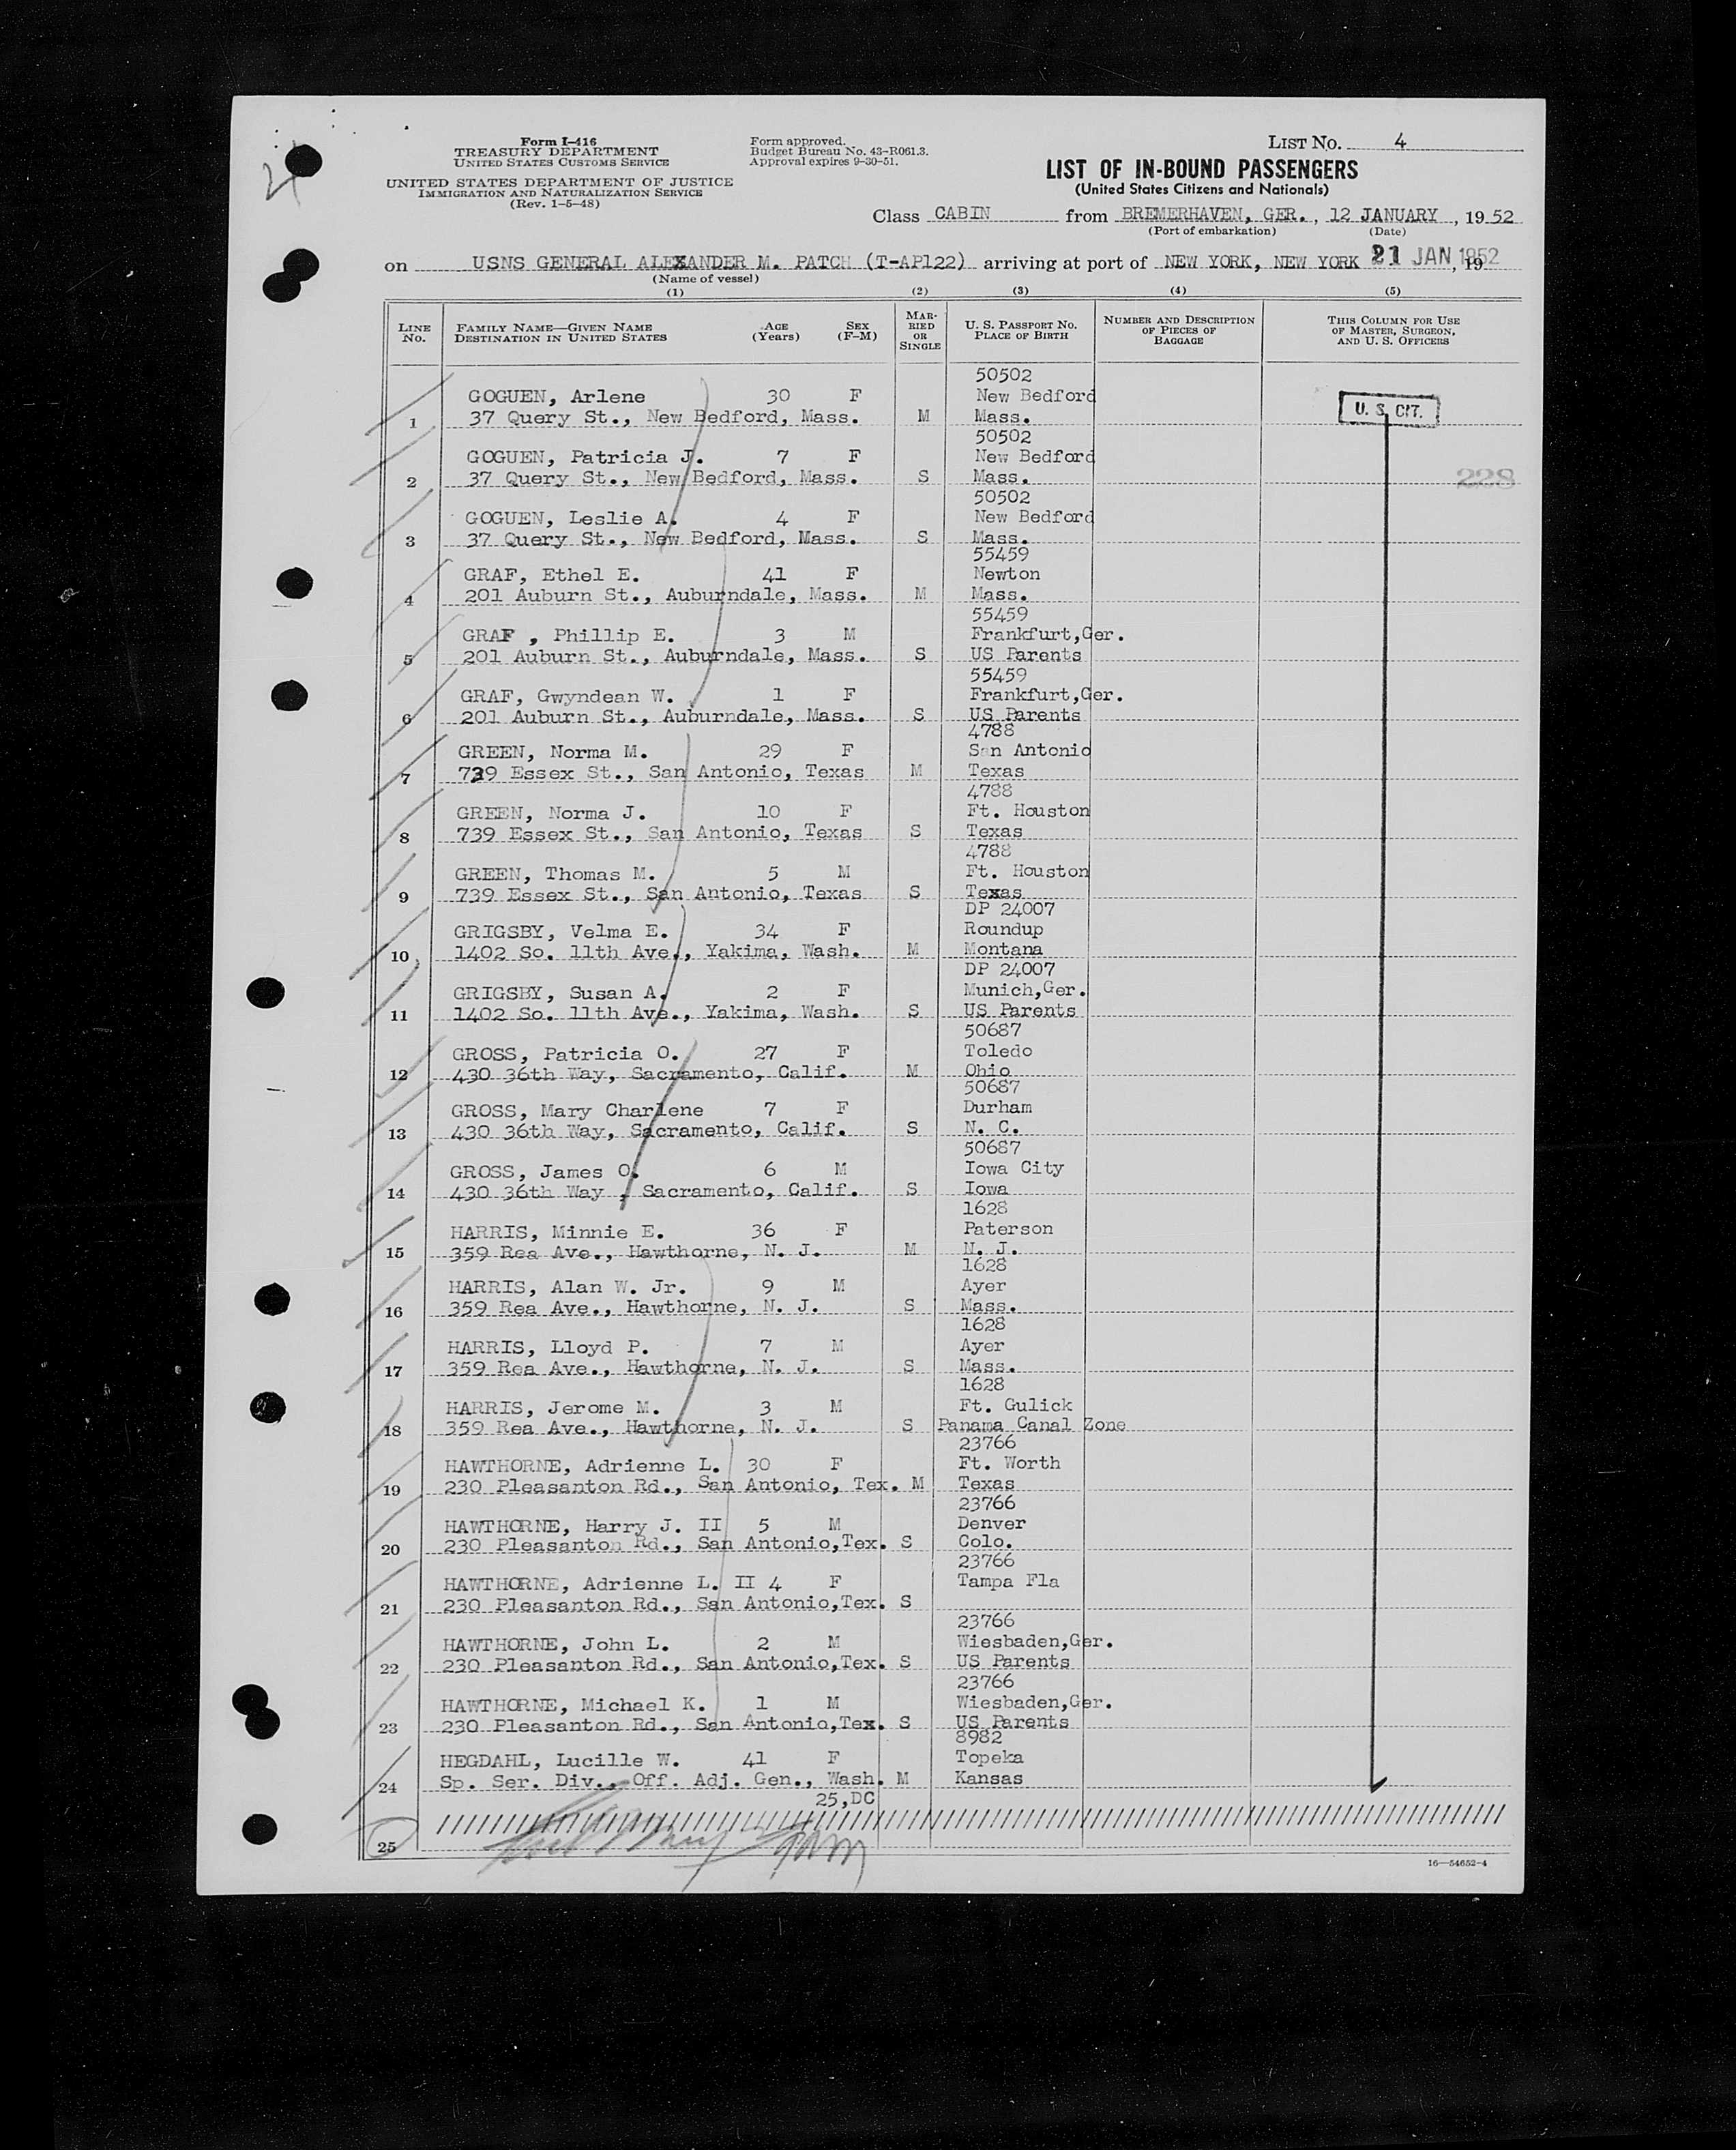 24
Form I-416
TREASURY DEPARTMENT
UNITED STATES CUSTOMS SERVICE
UNITED STATES DEPARTMENT OF JUSTICE
IMMIGRATION AND NATURALIZATION SERVICE
(Rev. 1-5-48)
Form approved.
Budget Bureau No. 43-R061.3.
Approval expires 9-30-51.
LIST NO. 4
LIST OF IN-BOUND PASSENGERS
(United States Citizens and Nationals)
Class CABIN from BREMERHAVEN, GER., 12 JANUARY, 1952
(Port of embarkation) (Date)
on USNS GENERAL ALEXANDER M. PATCH (T-AP122) arriving at port of NEW YORK, NEW YORK 21 JAN 1952, 19
(Name of vessel)
(1) (2) (3) (4) (5)
LINE NO. FAMILY NAME—GIVEN NAME DESTINATION IN UNITED STATES AGE (Years) SEX (F-M) MARRIED OR SINGLE U. S. PASSPORT NO. PLACE OF BIRTH NUMBER AND DESCRIPTION OF PIECES OF BAGGAGE THIS COLUMN FOR USE OF MASTER, SURGEON, AND U. S. OFFICERS
50502
GOGUEN, Arlene 30 F New Bedford
1 37 Query St., New Bedford, Mass. M Mass. U. S. CIT.
50502
GOGUEN, Patricia J. 7 F New Bedford
2 37 Query St., New Bedford, Mass. S Mass. 228
50502
GOGUEN, Leslie A. 4 F New Bedford
3 37 Query St., New Bedford, Mass. S Mass.
55459
GRAF, Ethel E. 41 F Newton
4 201 Auburn St., Auburndale, Mass. M Mass.
55459
GRAF , Phillip E. 3 M Frankfurt,Ger.
5 201 Auburn St., Auburndale, Mass. S US Parents
55459
GRAF, Gwyndean W. 1 F Frankfurt,Ger.
6 201 Auburn St., Auburndale, Mass. S US Parents
4788
GREEN, Norma M. 29 F San Antonio
7 739 Essex St., San Antonio, Texas M Texas
4788
GREEN, Norma J. 10 F Ft. Houston
8 739 Essex St., San Antonio, Texas S Texas
4788
GREEN, Thomas M. 5 M Ft. Houston
9 739 Essex St., San Antonio, Texas S Texas
DP 24007
GRIGSBY, Velma E. 34 F Roundup
10 1402 So. 11th Ave., Yakima, Wash. M Montana
DP 24007
GRIGSBY, Susan A. 2 F Munich,Ger.
11 1402 So. 11th Ave., Yakima, Wash. S US Parents
50687
GROSS, Patricia O. 27 F Toledo
12 430 36th Way, Sacramento, Calif. M Ohio
50687
GROSS, Mary Charlene 7 F Durham
13 430 36th Way, Sacramento, Calif. S N. C.
50687
GROSS, James O. 6 M Iowa City
14 430 36th Way , Sacramento, Calif. S Iowa
1628
HARRIS, Minnie E. 36 F Paterson
15 359 Rea Ave., Hawthorne, N. J. M N. J.
1628
HARRIS, Alan W. Jr. 9 M Ayer
16 359 Rea Ave., Hawthorne, N. J. S Mass.
1628
HARRIS, Lloyd P. 7 M Ayer
17 359 Rea Ave., Hawthorne, N. J. S Mass.
1628
HARRIS, Jerome M. 3 M Ft. Gulick
18 359 Rea Ave., Hawthorne, N. J. S Panama Canal Zone
23766
HAWTHORNE, Adrienne L. 30 F Ft. Worth
19 230 Pleasanton Rd., San Antonio, Tex. M Texas
23766
HAWTHORNE, Harry J. II 5 M Denver
20 230 Pleasanton Rd., San Antonio,Tex. S Colo.
23766
HAWTHORNE, Adrienne L. II 4 F Tampa Fla
21 230 Pleasanton Rd., San Antonio,Tex. S
23766
HAWTHORNE, John L. 2 M Wiesbaden,Ger.
22 230 Pleasanton Rd., San Antonio,Tex. S US Parents
23766
HAWTHORNE, Michael K. 1 M Wiesbaden,Ger.
23 230 Pleasanton Rd., San Antonio,Tex. S US Parents
8982
HEGDAHL, Lucille W. 41 F Topeka
24 Sp. Ser. Div., Off. Adj. Gen., Wash. M Kansas
25,DC
25
16—54652-4